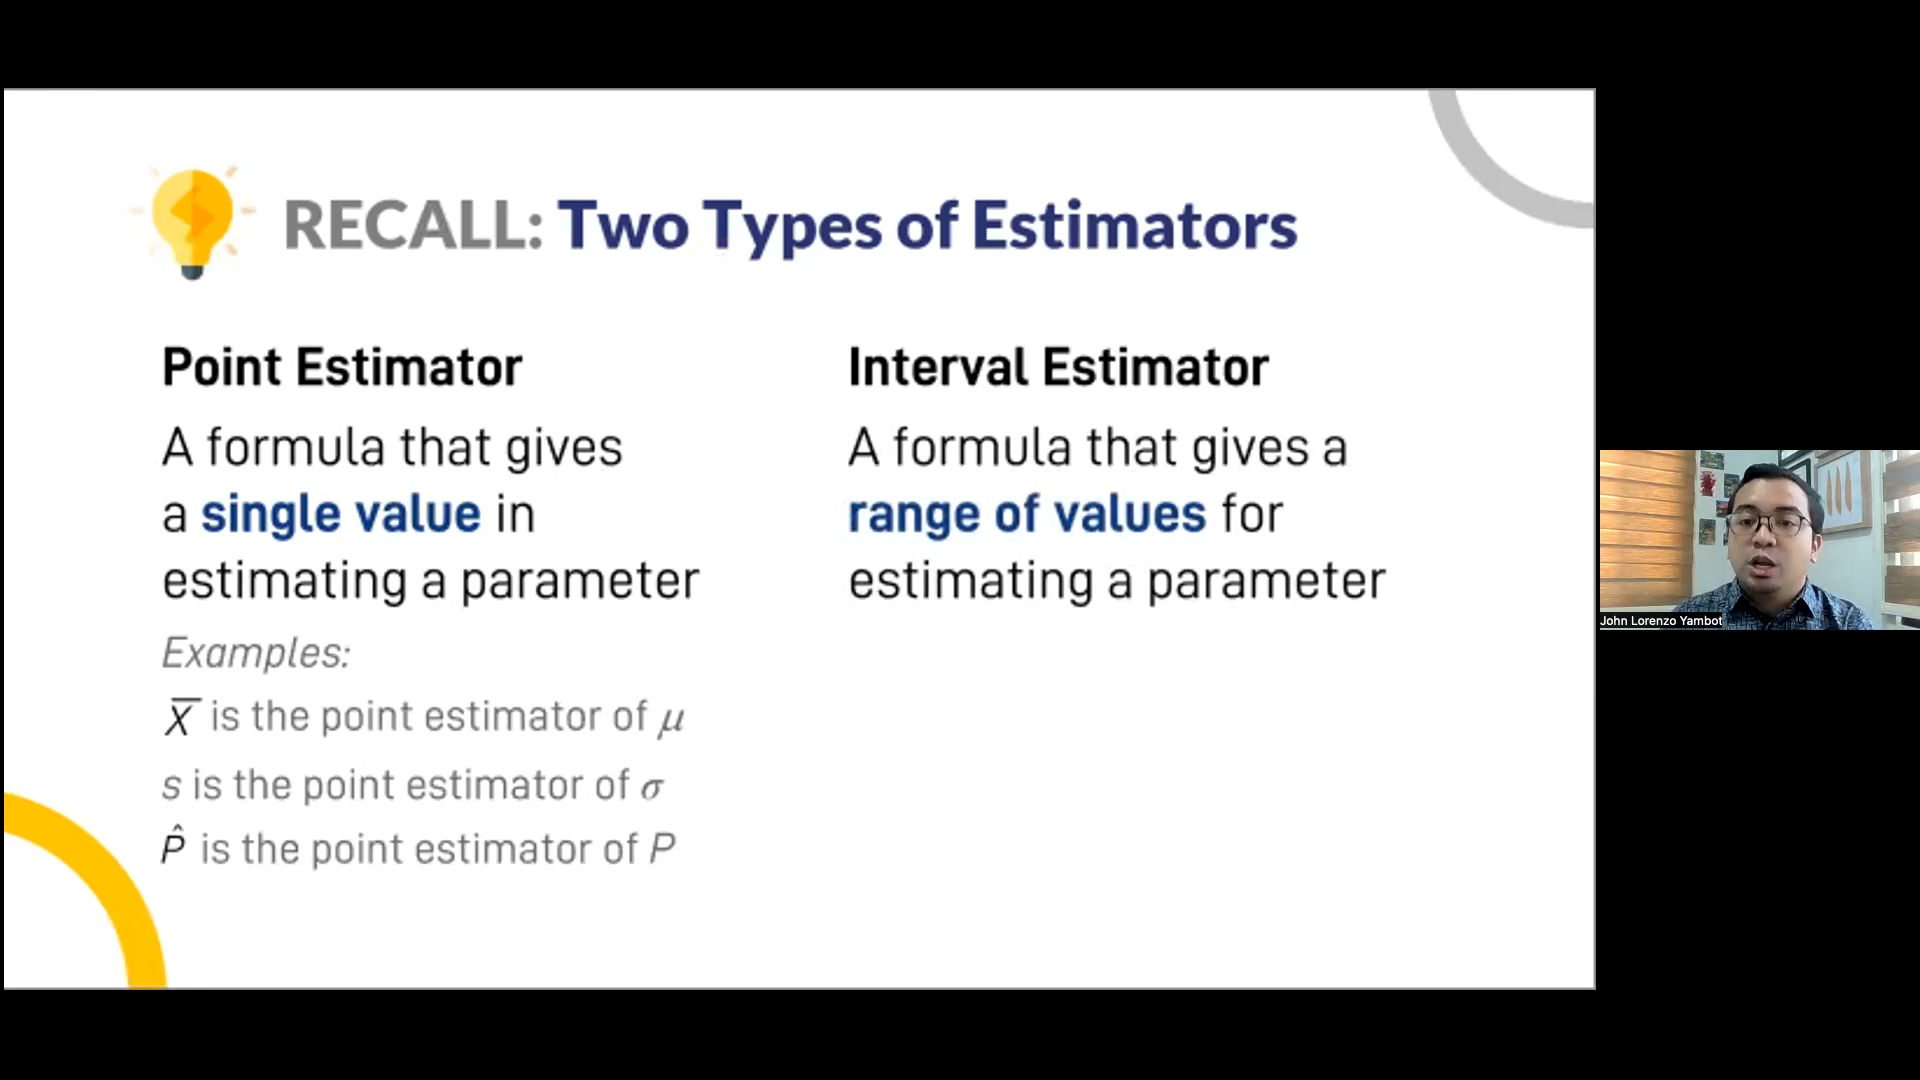 RECALL: Two Types of Estimators
Point Estimator
A formula that gives
a single value in
estimating a parameter
Examples:
X̅ is the point estimator of μ
s is the point estimator of σ
P̂ is the point estimator of P
Interval Estimator
A formula that gives a
range of values for
estimating a parameter
John Lorenzo Yambot